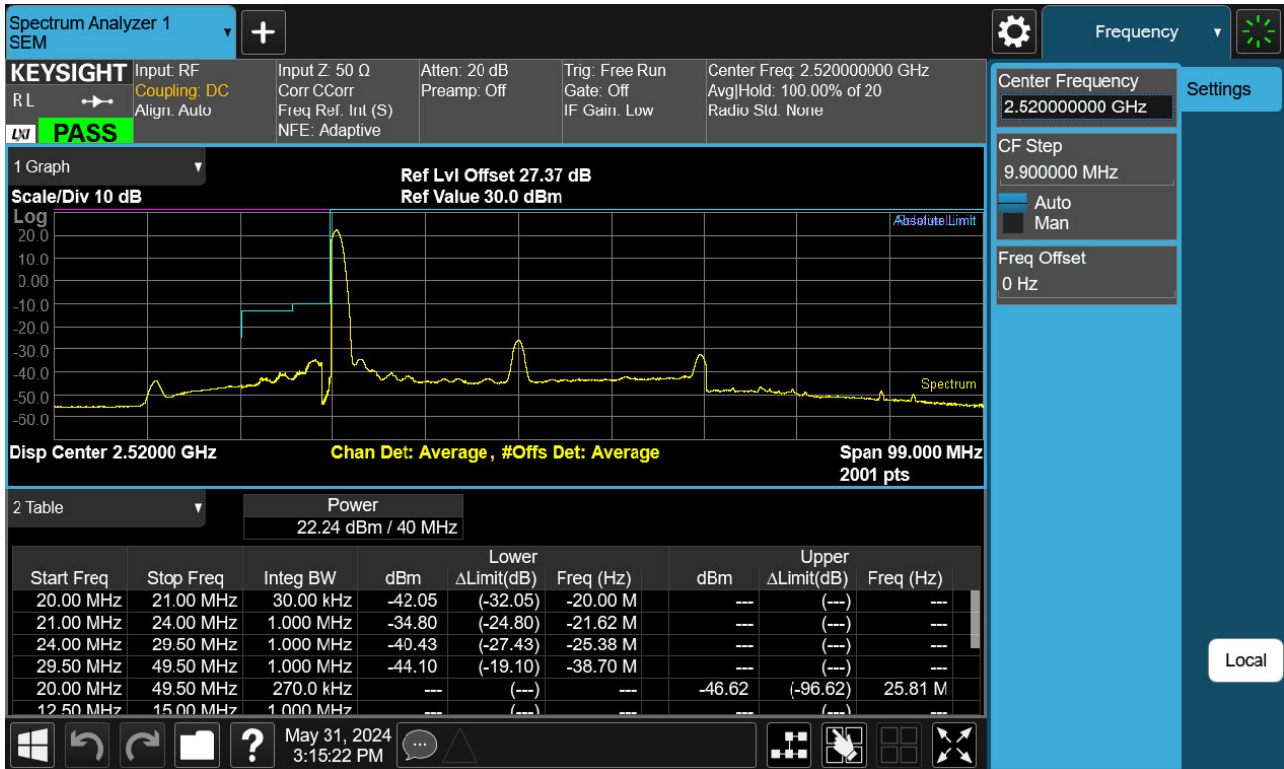 Spectrum Analyzer 1
SEM
+
Frequency
KEYSIGHT
Input: RF
Input Z: 50 Ω
Atten: 20 dB
Trig: Free Run
Center Freq: 2.520000000 GHz
R L
Coupling: DC
Corr CCorr
Preamp: Off
Gate: Off
Avg|Hold: 100.00% of 20
Align: Auto
Freq Ref: Int (S)
IF Gain: Low
Radio Std: None
LXI PASS
NFE: Adaptive
Center Frequency
2.520000000 GHz
Settings
CF Step
9.900000 MHz
Auto
Man
Freq Offset
0 Hz
1 Graph
Ref Lvl Offset 27.37 dB
Scale/Div 10 dB
Ref Value 30.0 dBm
Log
Absolute Limit
20.0
10.0
0.00
-10.0
-20.0
-30.0
-40.0
-50.0
-60.0
Spectrum
Disp Center 2.52000 GHz
Chan Det: Average , #Offs Det: Average
Span 99.000 MHz
2001 pts
2 Table
Power
22.24 dBm / 40 MHz
Lower Upper
Start Freq Stop Freq Integ BW dBm ΔLimit(dB) Freq (Hz) dBm ΔLimit(dB) Freq (Hz)
20.00 MHz 21.00 MHz 30.00 kHz -42.05 (-32.05) -20.00 M --- (---) ---
21.00 MHz 24.00 MHz 1.000 MHz -34.80 (-24.80) -21.62 M --- (---) ---
24.00 MHz 29.50 MHz 1.000 MHz -40.43 (-27.43) -25.38 M --- (---) ---
29.50 MHz 49.50 MHz 1.000 MHz -44.10 (-19.10) -38.70 M --- (---) ---
20.00 MHz 49.50 MHz 270.0 kHz --- (---) --- -46.62 (-96.62) 25.81 M
12.50 MHz 15.00 MHz 1.000 MHz --- (---) --- --- (---) ---
Local
?
May 31, 2024
3:15:22 PM